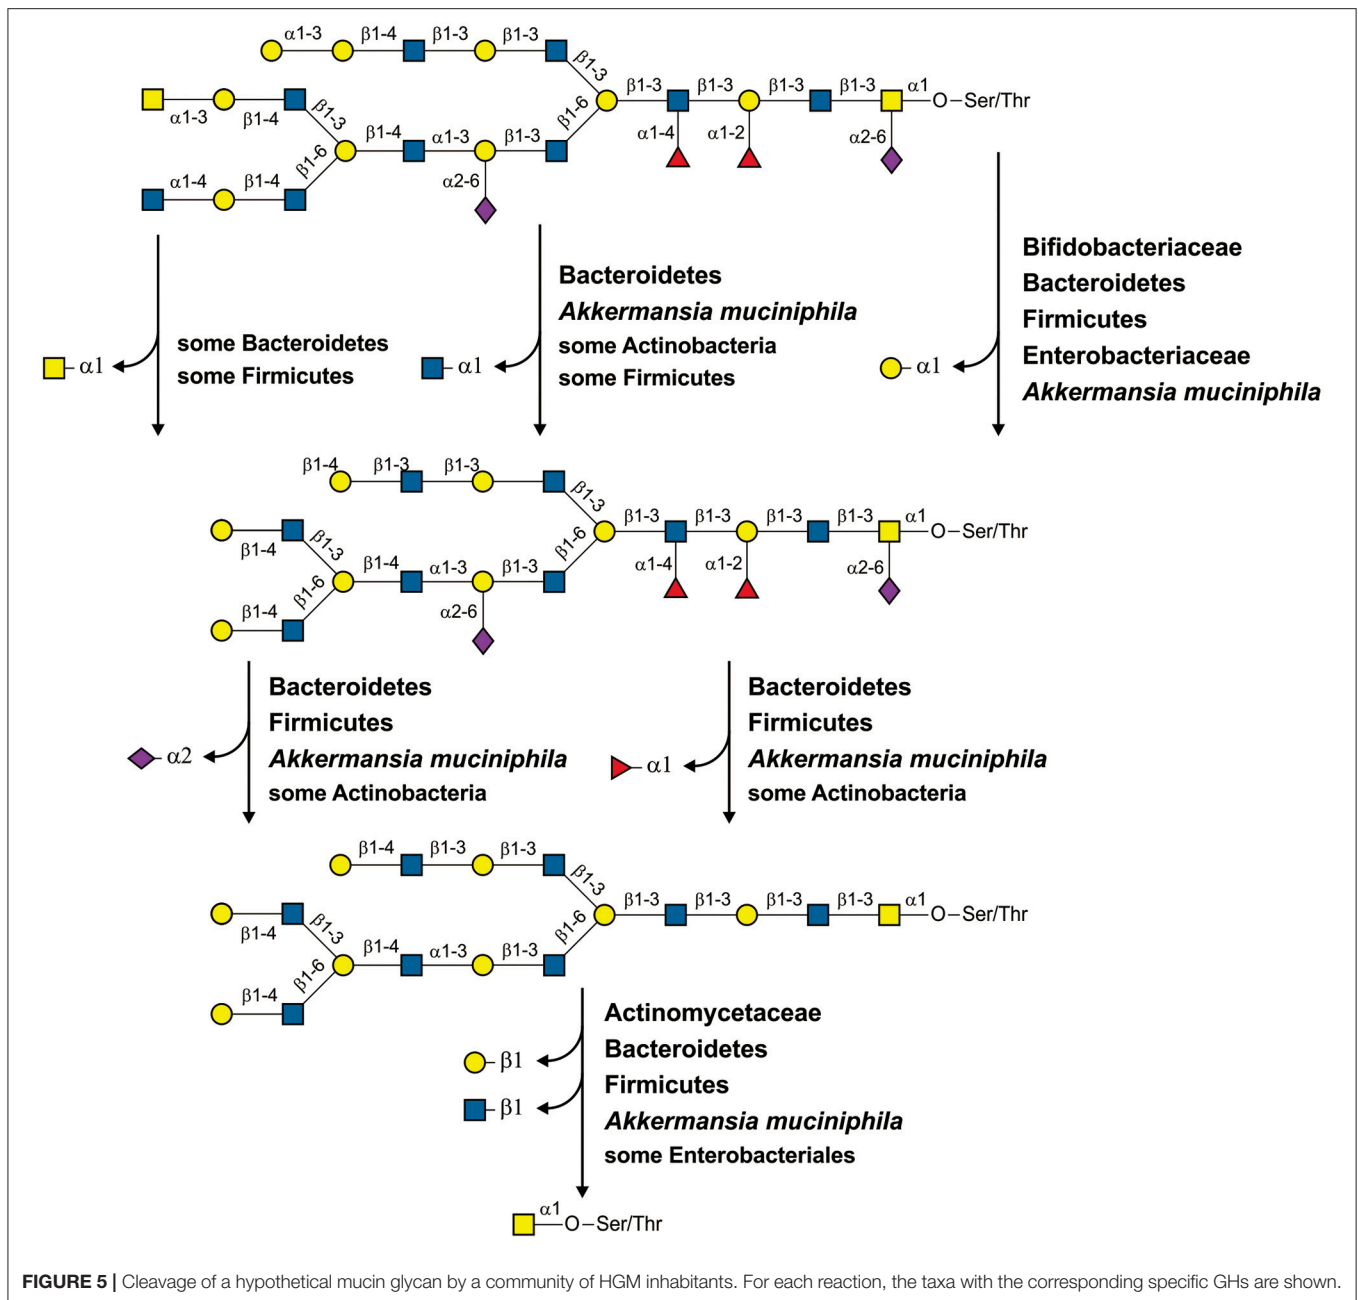 α1-3 β1-4 β1-3 β1-3
β1-3
β1-3 β1-3 β1-3 β1-3 α1
O–Ser/Thr
α1-3 β1-4 β1-3
β1-6
α1-4 α1-2 α2-6
β1-4 α1-3 β1-3
β1-6
α1-4 β1-4
α2-6
some Bacteroidetes
some Firmicutes
α1
Bacteroidetes
Akkermansia muciniphila
some Actinobacteria
some Firmicutes
α1
Bifidobacteriaceae
Bacteroidetes
Firmicutes
Enterobacteriaceae
Akkermansia muciniphila
α1
β1-4 β1-3 β1-3
β1-3
β1-3 β1-3 β1-3 β1-3 α1
O–Ser/Thr
β1-4 β1-3
β1-6
α1-4 α1-2 α2-6
β1-4 α1-3 β1-3
β1-6
β1-4
α2-6
Bacteroidetes
Firmicutes
Akkermansia muciniphila
some Actinobacteria
α2
Bacteroidetes
Firmicutes
Akkermansia muciniphila
some Actinobacteria
α1
β1-4 β1-3 β1-3
β1-3
β1-3 β1-3 β1-3 β1-3 α1
O–Ser/Thr
β1-4 β1-3
β1-6
β1-4 α1-3 β1-3
β1-6
β1-4
Actinomycetaceae
Bacteroidetes
Firmicutes
Akkermansia muciniphila
some Enterobacteriales
β1
β1
α1
O–Ser/Thr
FIGURE 5 | Cleavage of a hypothetical mucin glycan by a community of HGM inhabitants. For each reaction, the taxa with the corresponding specific GHs are shown.